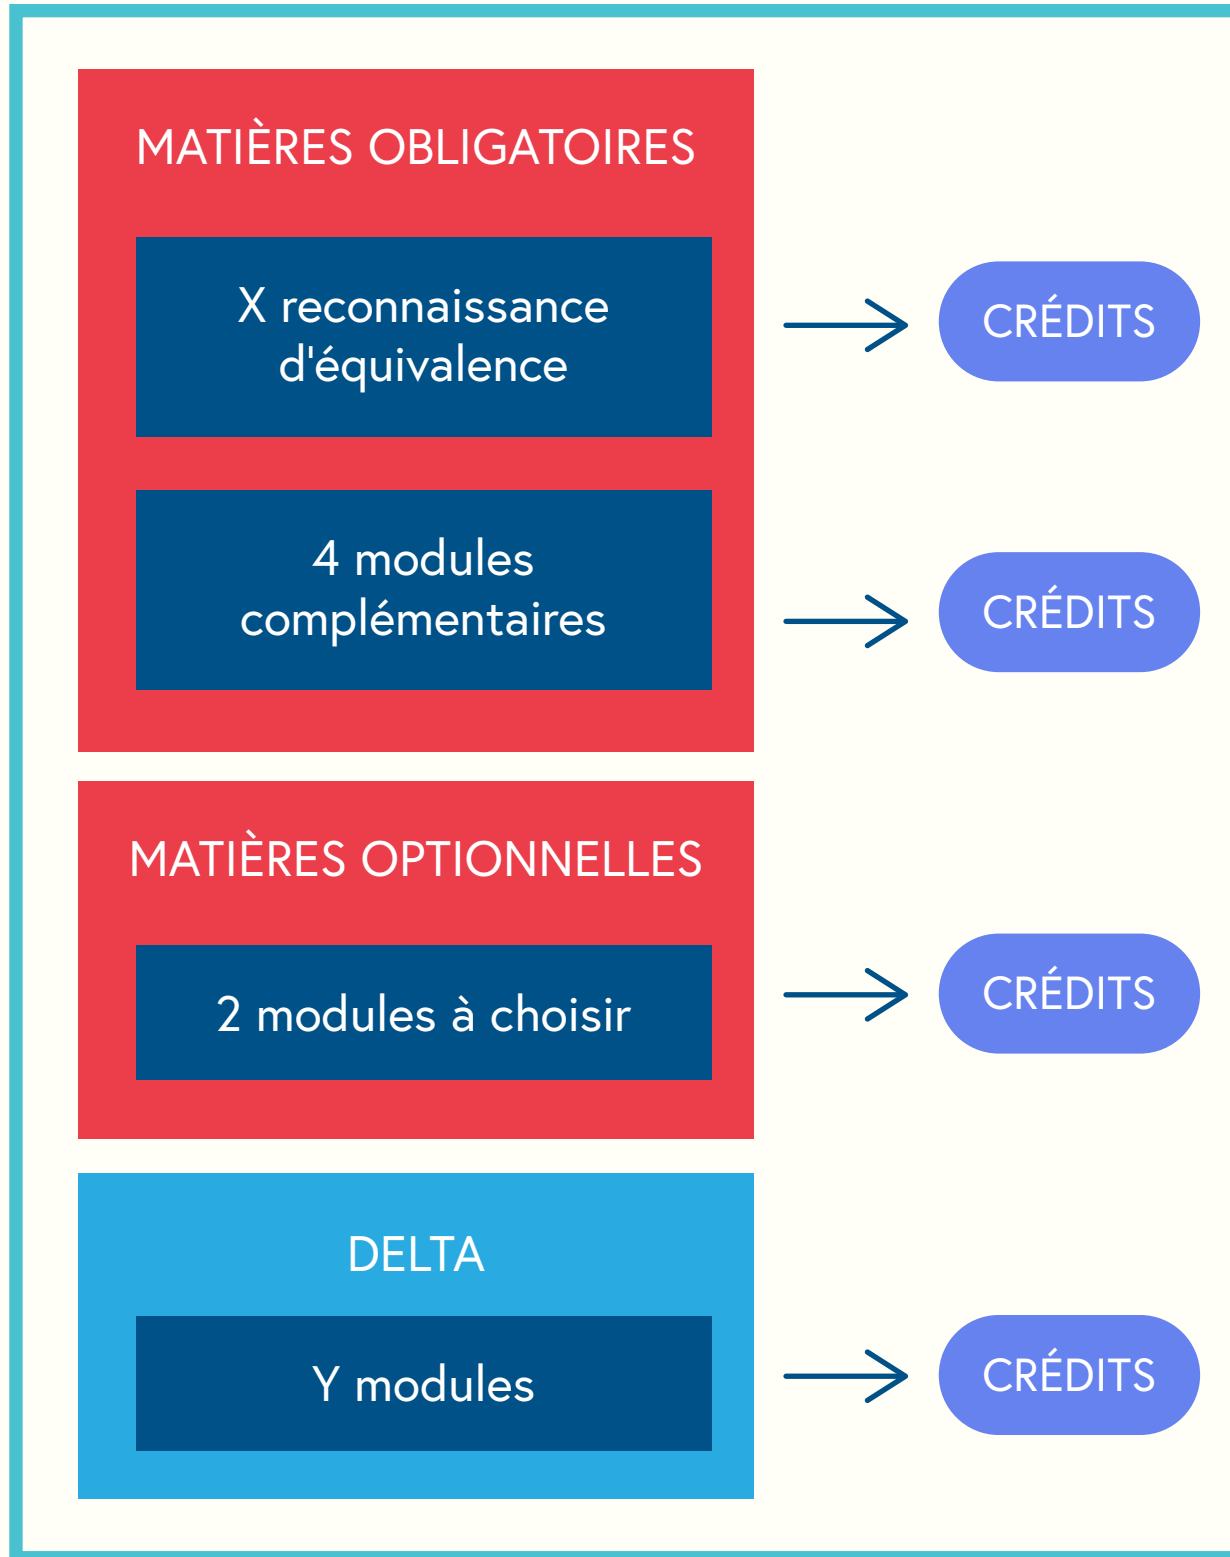 MATIÈRES OBLIGATOIRES
X reconnaissance
d'équivalence
CRÉDITS
4 modules
complémentaires
CRÉDITS
MATIÈRES OPTIONNELLES
2 modules à choisir
CRÉDITS
DELTA
Y modules
CRÉDITS